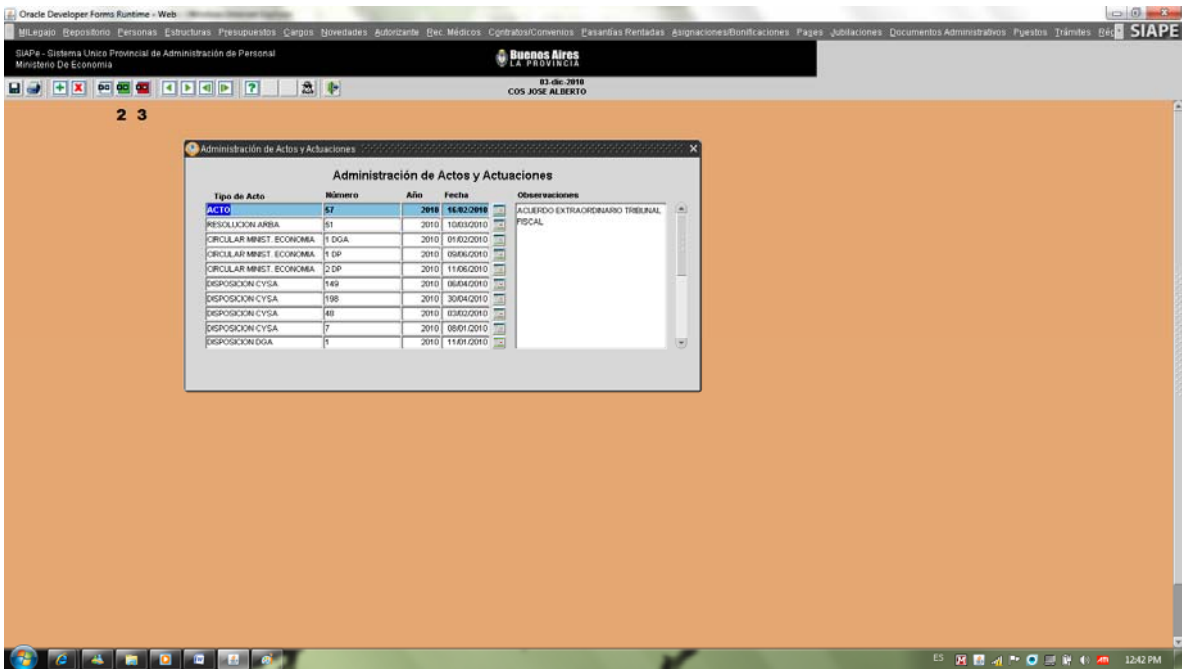 Oracle Developer Forms Runtime - Web
MiLegajo Repositorio Personas Estructuras Presupuestos Cargos Novedades Autorizante Rec. Médicos Contratos/Convenios Pasantías Rentadas Asignaciones/Bonificaciones Pages Jubilaciones Documentos Administrativos Puestos Trámites SIAPE
SIAPe - Sistema Unico Provincial de Administración de Personal
Ministerio De Economia
Buenos Aires
LA PROVINCIA
03-dic-2010
COS JOSE ALBERTO
2 3
Administración de Actos y Actuaciones
Administración de Actos y Actuaciones
Tipo de Acto Número Año Fecha Observaciones
ACTO 57 2010 16/02/2010 ACUERDO EXTRAORDINARIO TRIBUNAL
RESOLUCION ARBA 51 2010 10/03/2010 FISCAL
CIRCULAR MINIST. ECONOMIA 1 DGA 2010 01/02/2010
CIRCULAR MINIST. ECONOMIA 1 DP 2010 09/06/2010
CIRCULAR MINIST. ECONOMIA 2 DP 2010 11/06/2010
DISPOSICION CYSA 149 2010 06/04/2010
DISPOSICION CYSA 198 2010 30/04/2010
DISPOSICION CYSA 48 2010 03/02/2010
DISPOSICION CYSA 7 2010 08/01/2010
DISPOSICION DGA 1 2010 11/01/2010
ES 12:42 PM